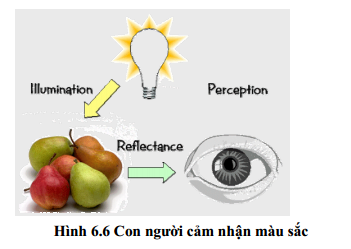 Illumination
Perception
Reflectance
Hình 6.6 Con người cảm nhận màu sắc